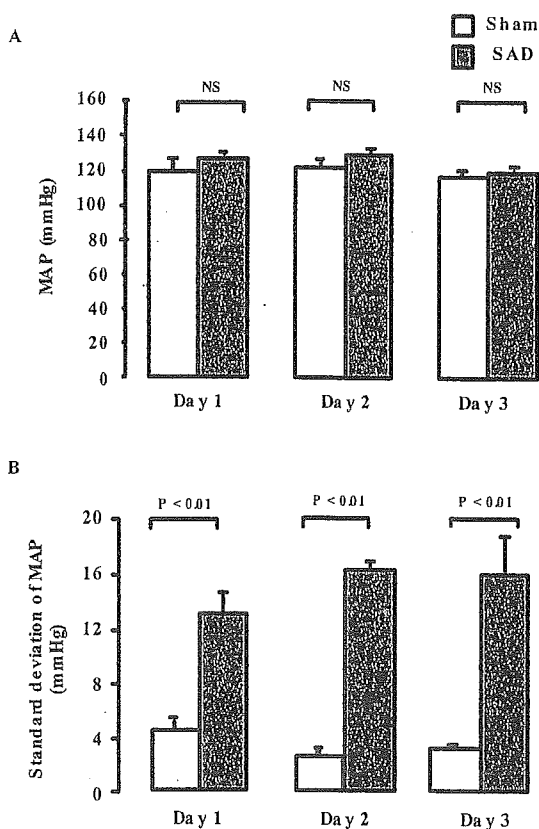 A
Sham
SAD
NS NS NS
MAP (mmHg)
160
140
120
100
80
60
40
20
0
Day 1 Day 2 Day 3
B
P < 0.01 P < 0.01 P < 0.01
Standard deviation of MAP
(mmHg)
20
16
12
8
4
0
Day 1 Day 2 Day 3